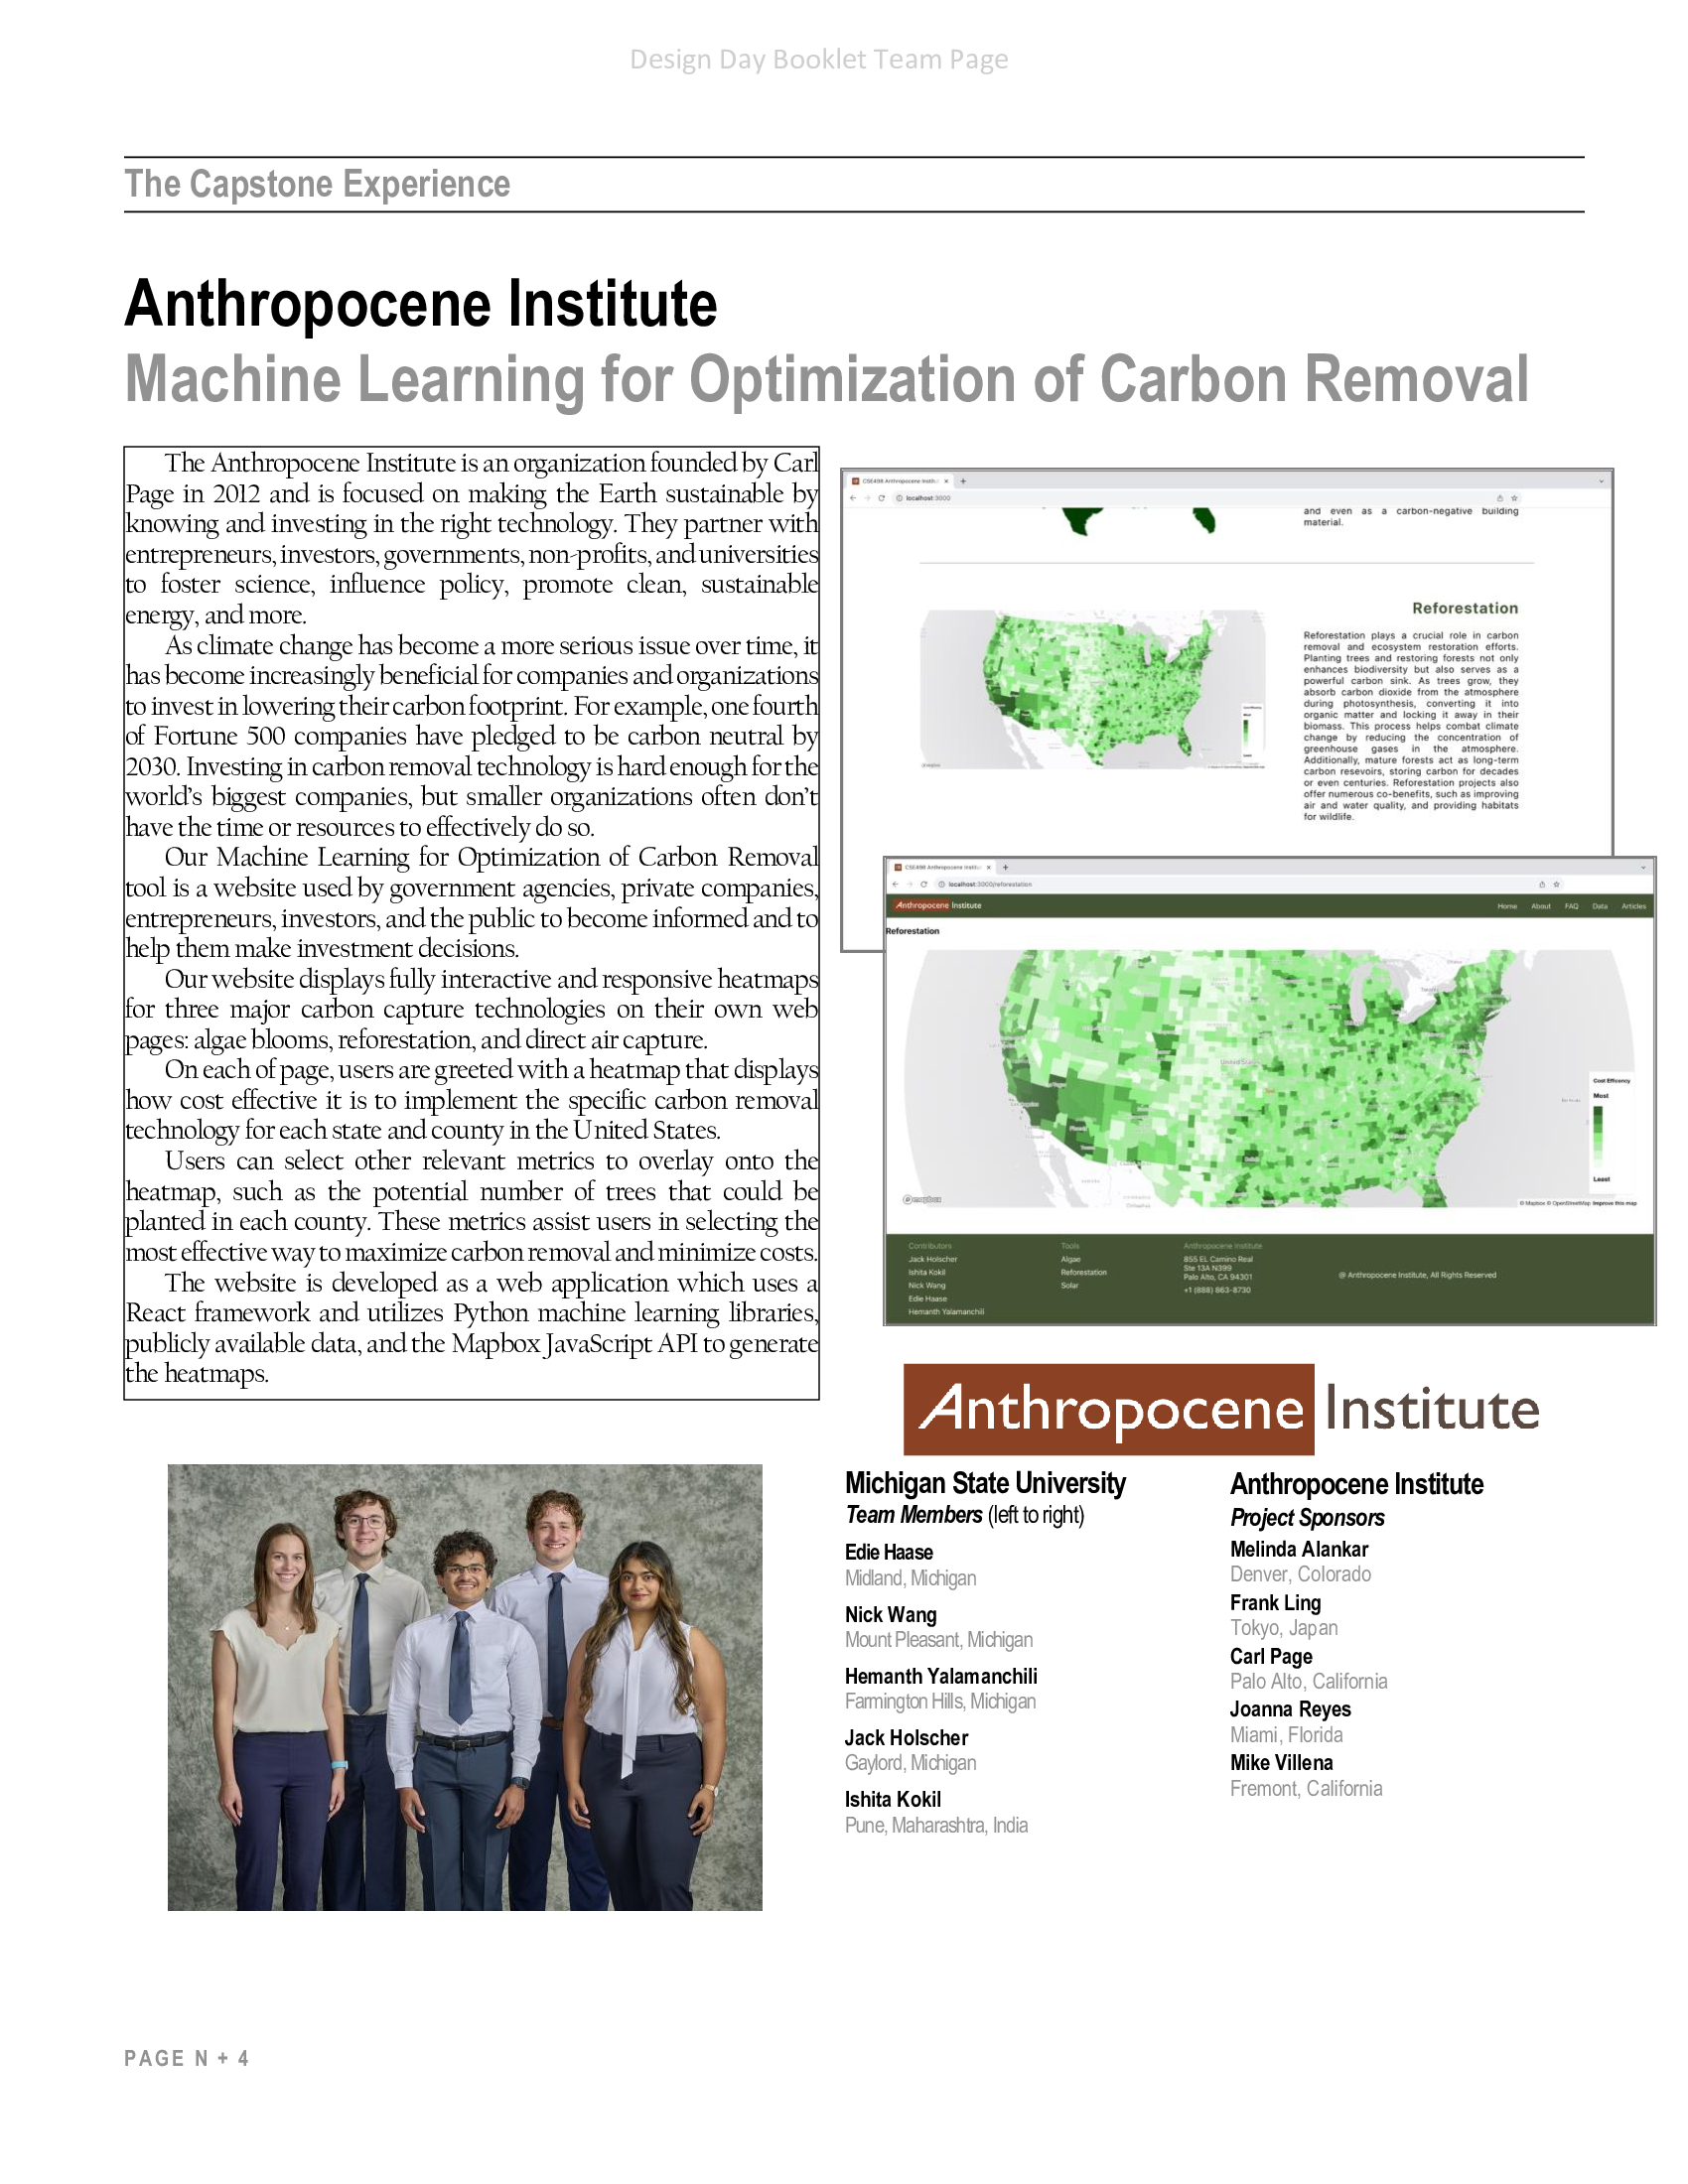 Design Day Booklet Team Page
The Capstone Experience
Anthropocene Institute
Machine Learning for Optimization of Carbon Removal
The Anthropocene Institute is an organization founded by Carl
Page in 2012 and is focused on making the Earth sustainable by
knowing and investing in the right technology. They partner with
entrepreneurs, investors, governments, non-profits, and universities
to foster science, influence policy, promote clean, sustainable
energy, and more.
As climate change has become a more serious issue over time, it
has become increasingly beneficial for companies and organizations
to invest in lowering their carbon footprint. For example, one fourth
of Fortune 500 companies have pledged to be carbon neutral by
2030. Investing in carbon removal technology is hard enough for the
world's biggest companies, but smaller organizations often don't
have the time or resources to effectively do so.
Our Machine Learning for Optimization of Carbon Removal
tool is a website used by government agencies, private companies,
entrepreneurs, investors, and the public to become informed and to
help them make investment decisions.
Our website displays fully interactive and responsive heatmaps
for three major carbon capture technologies on their own web
pages: algae blooms, reforestation, and direct air capture.
On each of page, users are greeted with a heatmap that displays
how cost effective it is to implement the specific carbon removal
technology for each state and county in the United States.
Users can select other relevant metrics to overlay onto the
heatmap, such as the potential number of trees that could be
planted in each county. These metrics assist users in selecting the
most effective way to maximize carbon removal and minimize costs.
The website is developed as a web application which uses a
React framework and utilizes Python machine learning libraries,
publicly available data, and the Mapbox JavaScript API to generate
the heatmaps.
CSE498 Anthropocene Institu
localhost:3000
and even as a carbon-negative building
material.
Reforestation
Reforestation plays a crucial role in carbon
removal and ecosystem restoration efforts.
Planting trees and restoring forests not only
enhances biodiversity but also serves as a
powerful carbon sink. As trees grow, they
absorb carbon dioxide from the atmosphere
during photosynthesis, converting it into
organic matter and locking it away in their
biomass. This process helps combat climate
change by reducing the concentration of
greenhouse gases in the atmosphere.
Additionally, mature forests act as long-term
carbon resevoirs, storing carbon for decades
or even centuries. Reforestation projects also
offer numerous co-benefits, such as improving
air and water quality, and providing habitats
for wildlife.
CSE498 Anthropocene Institu
localhost:3000/reforestation
Anthropocene Institute
Home About FAQ Data Articles
Reforestation
United States
Cost Efficency
Most
Least
mapbox
© Mapbox © OpenStreetMap Improve this map
Contributors
Jack Holscher
Ishita Kokil
Nick Wang
Edie Haase
Hemanth Yalamanchili
Tools
Algae
Reforestation
Solar
Anthropocene Institute
855 EL Camino Real
Ste 13A N399
Palo Alto, CA 94301
+1 (888) 863-8730
@ Anthropocene Institute, All Rights Reserved
Anthropocene Institute
Michigan State University
Team Members (left to right)
Edie Haase
Midland, Michigan
Nick Wang
Mount Pleasant, Michigan
Hemanth Yalamanchili
Farmington Hills, Michigan
Jack Holscher
Gaylord, Michigan
Ishita Kokil
Pune, Maharashtra, India
Anthropocene Institute
Project Sponsors
Melinda Alankar
Denver, Colorado
Frank Ling
Tokyo, Japan
Carl Page
Palo Alto, California
Joanna Reyes
Miami, Florida
Mike Villena
Fremont, California
PAGE N + 4